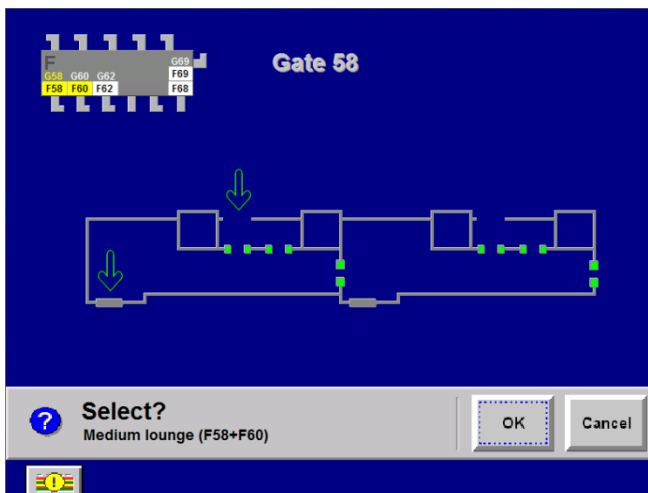 Gate 58
F
G69
G58 G60 G62
F69
F58 F60 F62
F68
?
Select?
Medium lounge (F58+F60)
OK
Cancel
!